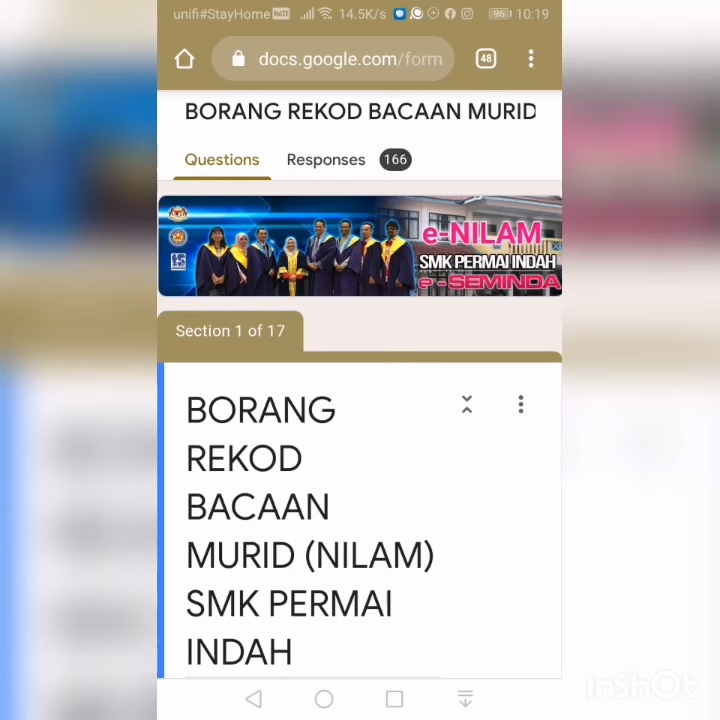 unifi#StayHome VoLTE 14.5K/s 96 10:19
docs.google.com/form 48
BORANG REKOD BACAAN MURID
Questions Responses 166
e-NILAM
SMK PERMAI INDAH
e - SEMINDA
Section 1 of 17
BORANG
REKOD
BACAAN
MURID (NILAM)
SMK PERMAI
INDAH
InShOt